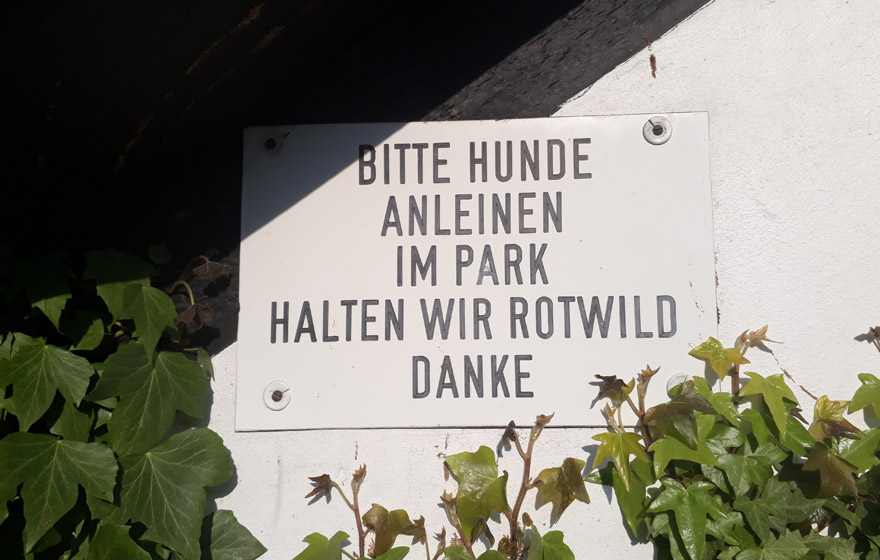 BITTE HUNDE
ANLEINEN
IM PARK
HALTEN WIR ROTWILD
DANKE